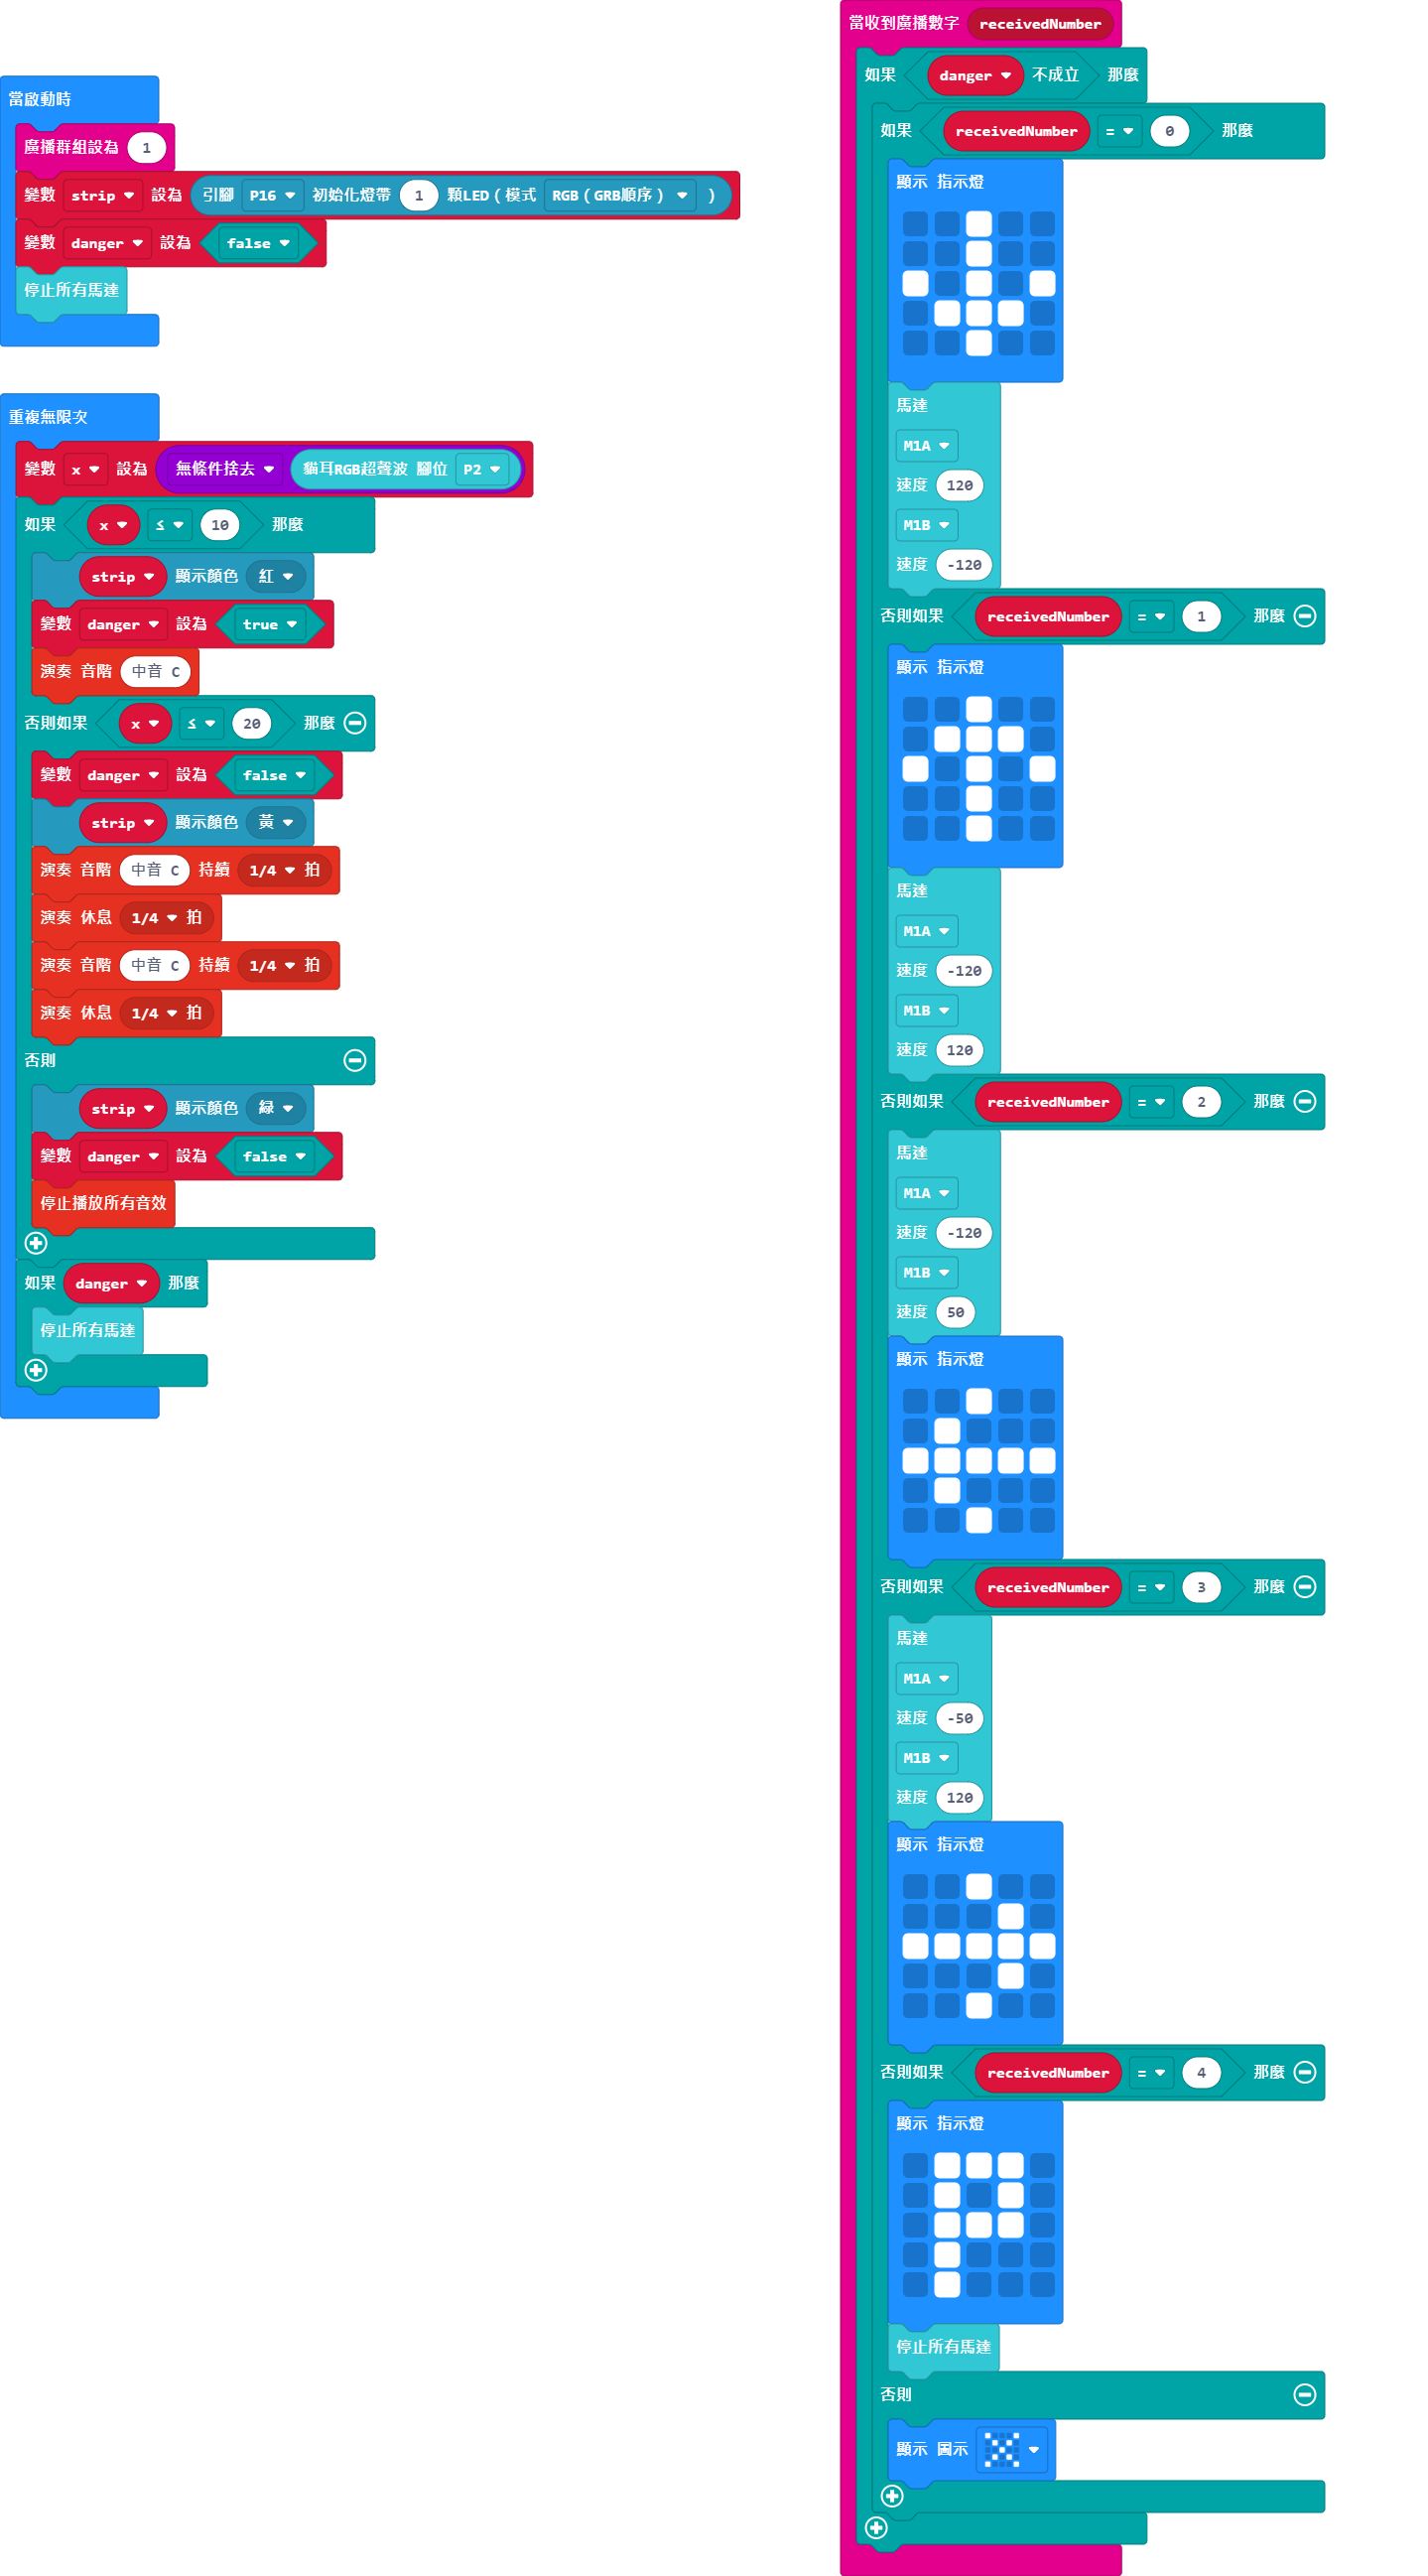 當啟動時
廣播群組設為 1
變數 strip 設為 引腳 P16 初始化燈帶 1 顆LED(模式 RGB(GRB順序) )
變數 danger 設為 false
停止所有馬達
重複無限次
變數 x 設為 無條件捨去 貓耳RGB超聲波 腳位 P2
如果 x ≤ 10 那麼
strip 顯示顏色 紅
變數 danger 設為 true
演奏 音階 中音 C
否則如果 x ≤ 20 那麼
變數 danger 設為 false
strip 顯示顏色 黃
演奏 音階 中音 C 持續 1/4 拍
演奏 休息 1/4 拍
演奏 音階 中音 C 持續 1/4 拍
演奏 休息 1/4 拍
否則
strip 顯示顏色 綠
變數 danger 設為 false
停止播放所有音效
如果 danger 那麼
停止所有馬達
當收到廣播數字 receivedNumber
如果 danger 不成立 那麼
如果 receivedNumber = 0 那麼
顯示 指示燈
馬達
M1A
速度 120
M1B
速度 -120
否則如果 receivedNumber = 1 那麼
顯示 指示燈
馬達
M1A
速度 -120
M1B
速度 120
否則如果 receivedNumber = 2 那麼
馬達
M1A
速度 -120
M1B
速度 50
顯示 指示燈
否則如果 receivedNumber = 3 那麼
馬達
M1A
速度 -50
M1B
速度 120
顯示 指示燈
否則如果 receivedNumber = 4 那麼
顯示 指示燈
停止所有馬達
否則
顯示 圖示